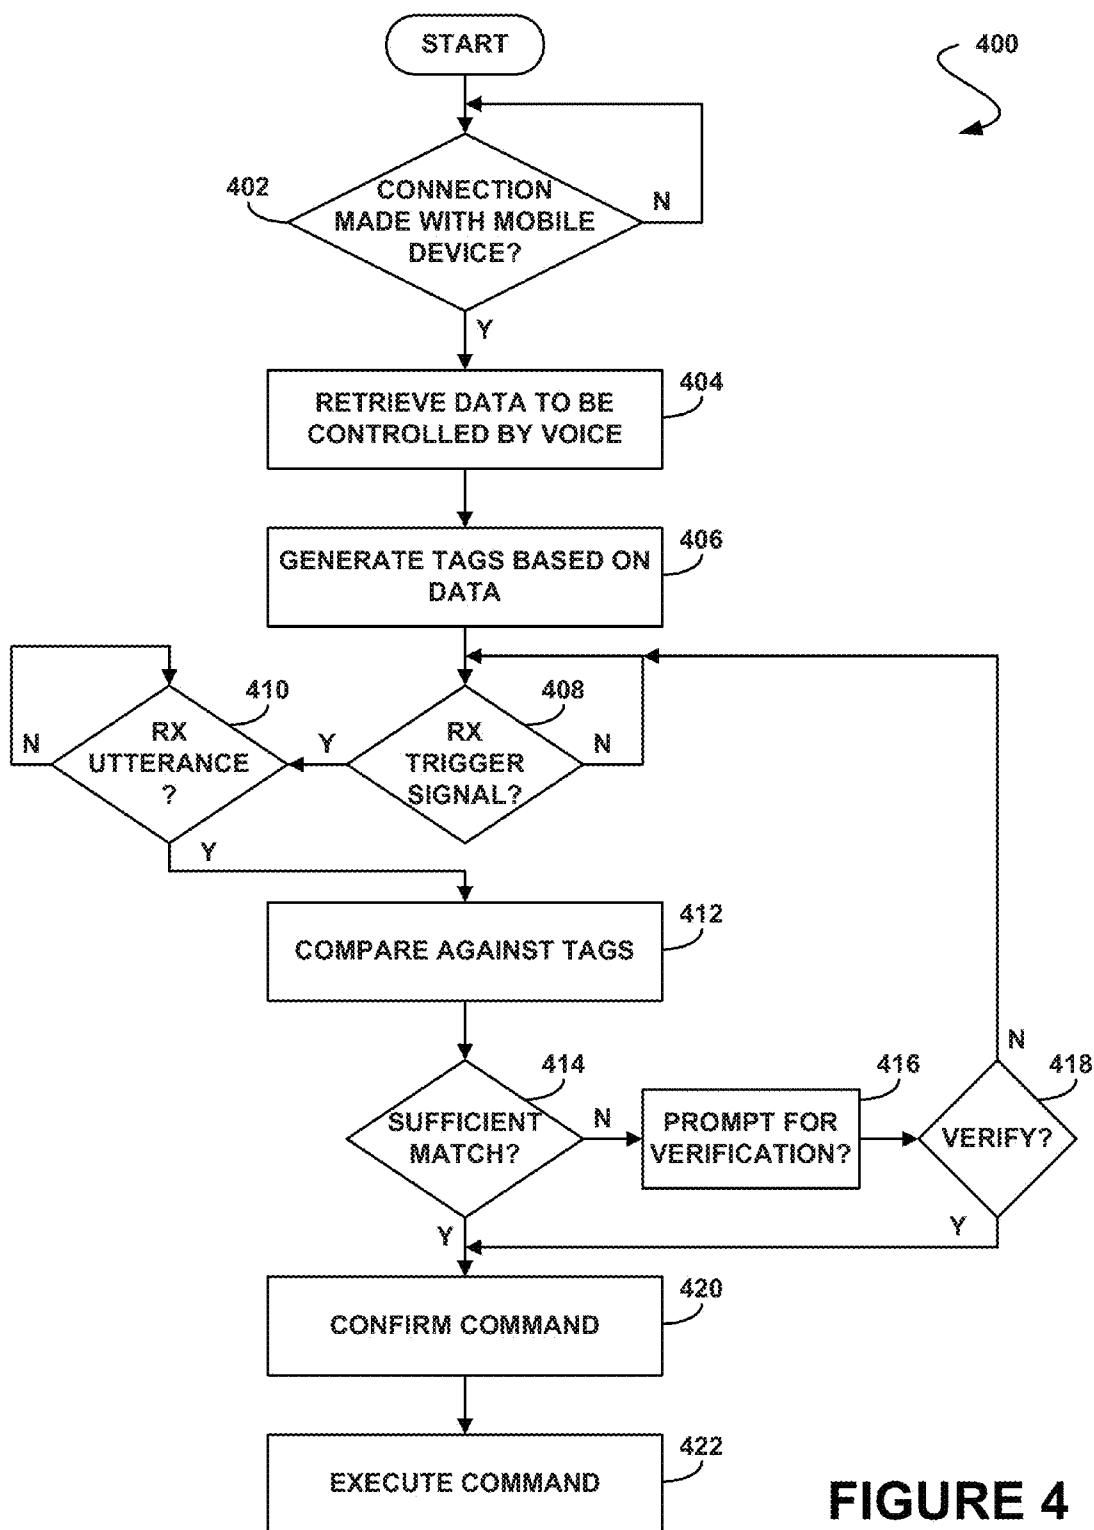 START
400
402
CONNECTION
MADE WITH MOBILE
DEVICE?
N
Y
404
RETRIEVE DATA TO BE
CONTROLLED BY VOICE
406
GENERATE TAGS BASED ON
DATA
410
RX
UTTERANCE
?
N
Y
408
RX
TRIGGER
SIGNAL?
N
Y
412
COMPARE AGAINST TAGS
414
SUFFICIENT
MATCH?
N
416
PROMPT FOR
VERIFICATION?
N
418
VERIFY?
Y
Y
420
CONFIRM COMMAND
422
EXECUTE COMMAND
FIGURE 4